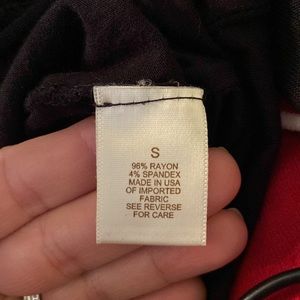 S
96% RAYON
4% SPANDEX
MADE IN USA
OF IMPORTED
FABRIC
SEE REVERSE
FOR CARE